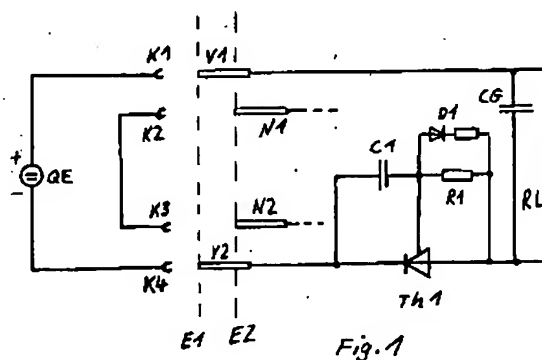 K1
V1
K2
N1
D1
CG
C1
+
-
QE
R1
RL
K3
N2
K4
V2
Th1
E1
E2
Fig. 1